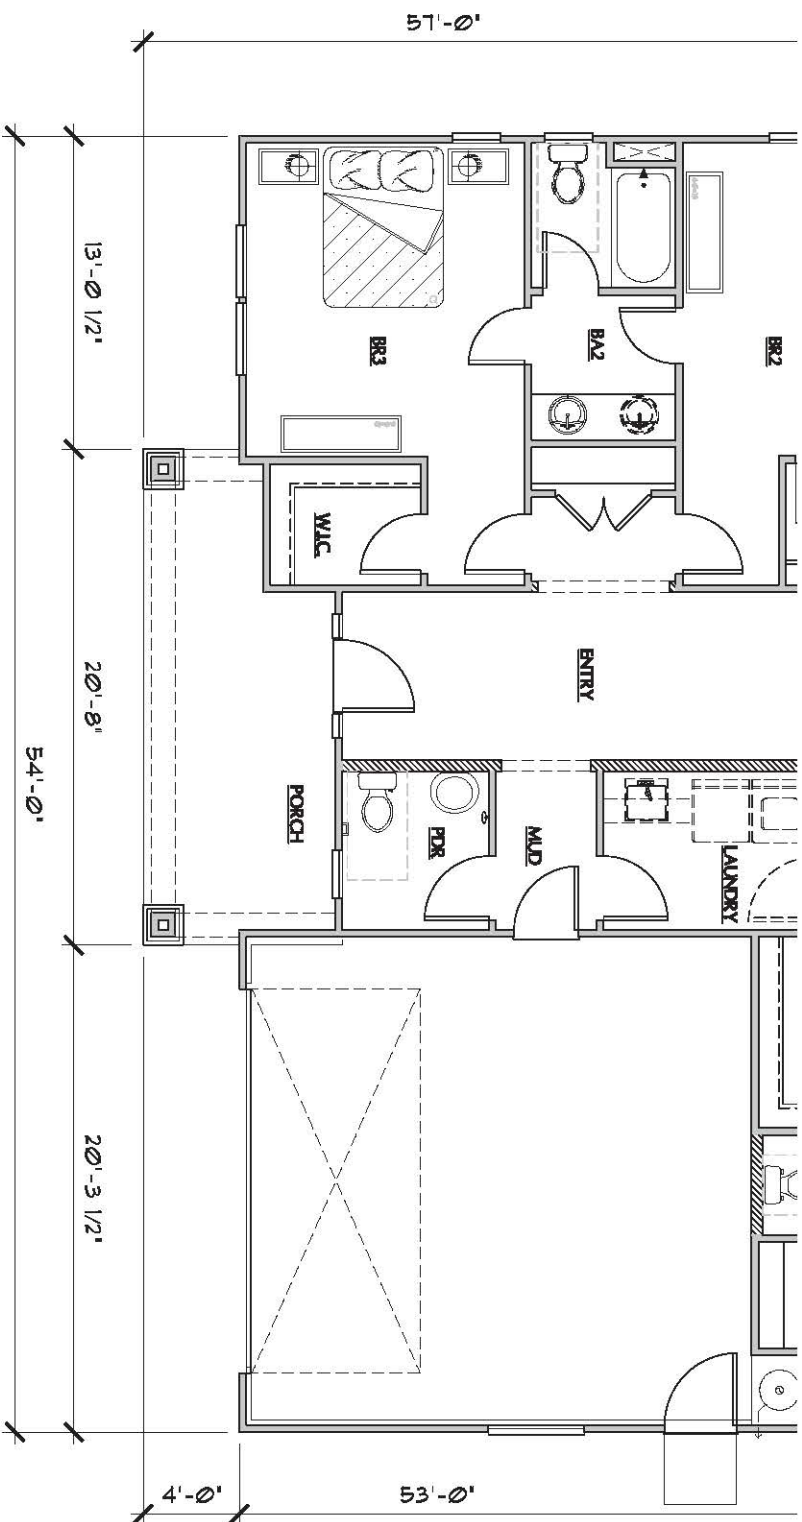 57'-0"
13'-0 1/2"
BR3
BA2
BR2
W.I.C.
20'-8"
ENTRY
54'-0"
PORCH
PDR
MUD
LAUNDRY
20'-3 1/2"
4'-0"
53'-0"